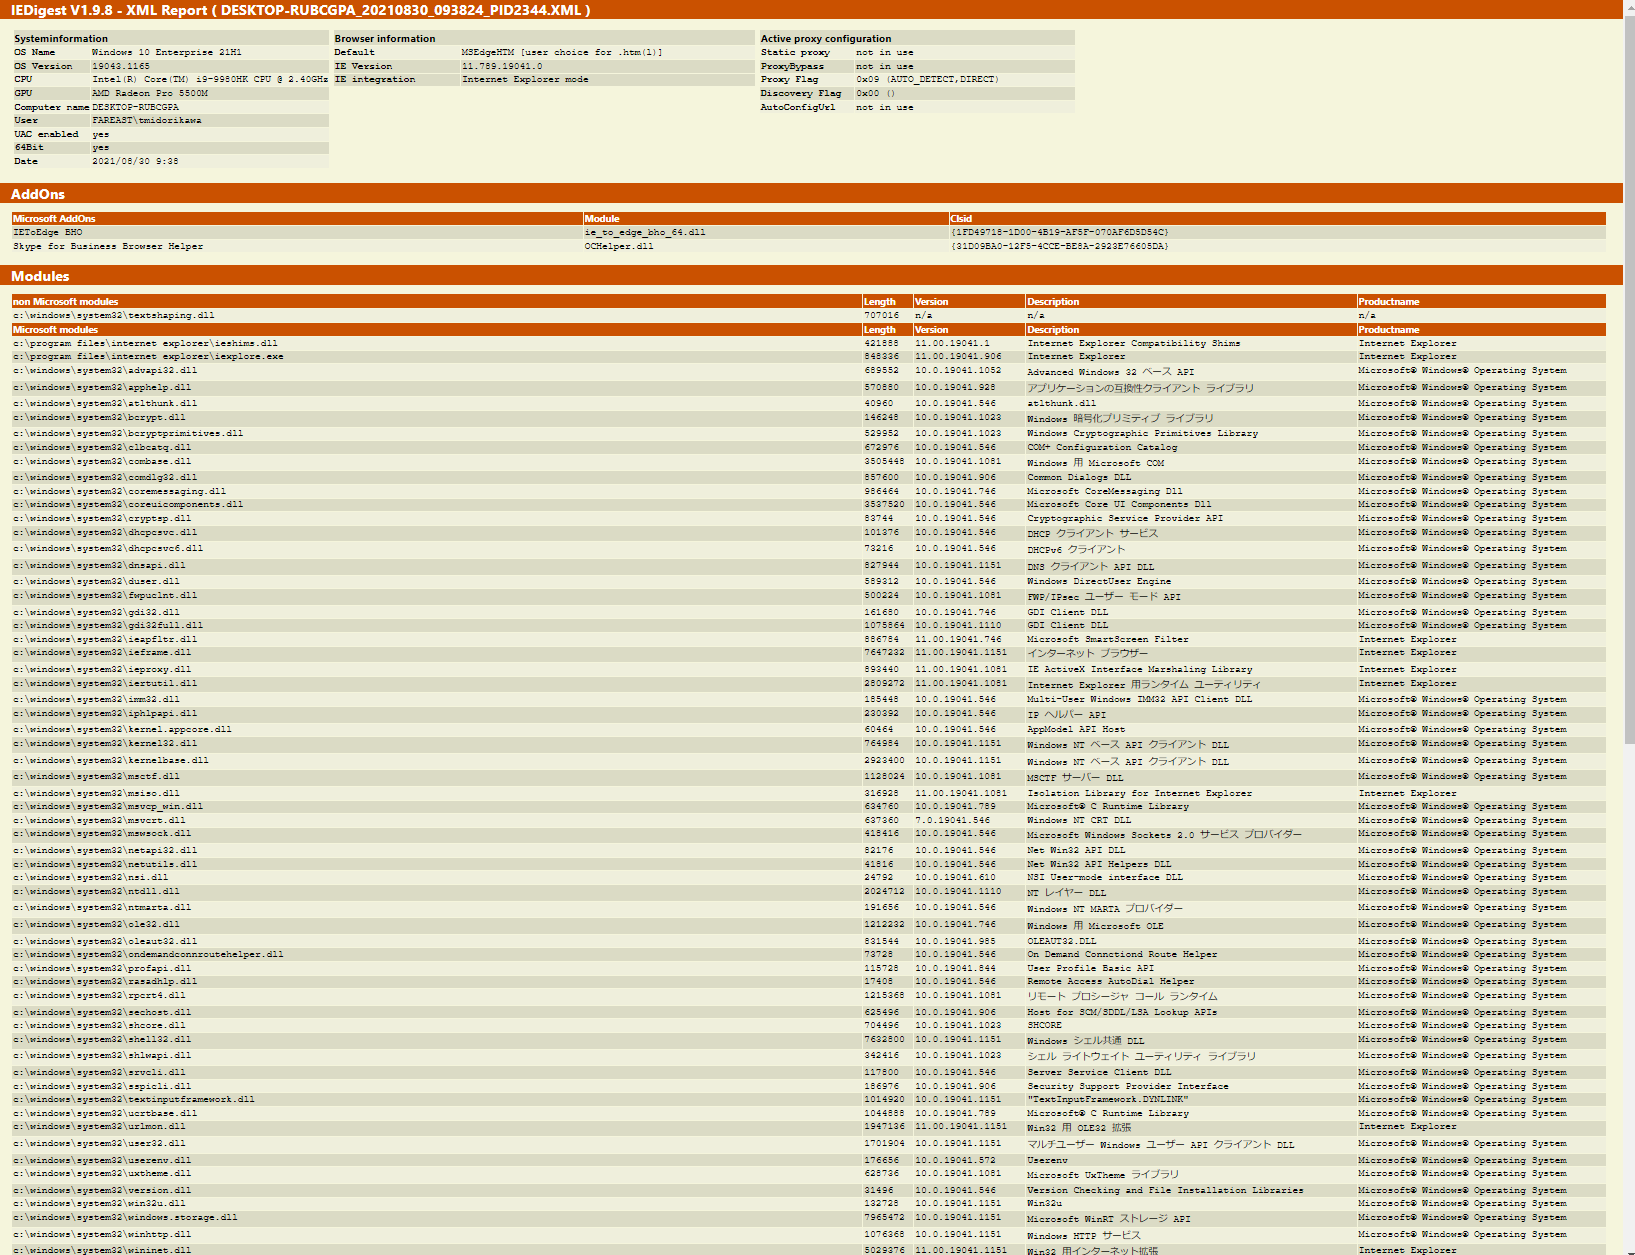 IEDigest V1.9.8 - XML Report ( DESKTOP-RUBCGPA_20210830_093824_PID2344.XML )
Systeminformation
OS Name Windows 10 Enterprise 21H1
OS Version 19043.1165
CPU Intel(R) Core(TM) i9-9980HK CPU @ 2.40GHz
GPU AMD Radeon Pro 5500M
Computer name DESKTOP-RUBCGPA
User FAREAST\tmidorikawa
UAC enabled yes
64Bit yes
Date 2021/08/30 9:38
Browser information
Default MSEdgeHTM [user choice for .htm(l)]
IE Version 11.789.19041.0
IE integration Internet Explorer mode
Active proxy configuration
Static proxy not in use
ProxyBypass not in use
Proxy Flag 0x09 (AUTO_DETECT,DIRECT)
Discovery Flag 0x00 ()
AutoConfigUrl not in use
AddOns
Microsoft AddOns Module Clsid
IEToEdge BHO ie_to_edge_bho_64.dll {1FD49718-1D00-4B19-AF5F-070AF6D5D54C}
Skype for Business Browser Helper OCHelper.dll {31D09BA0-12F5-4CCE-BE8A-2923E76605DA}
Modules
non Microsoft modules Length Version Description Productname
c:\windows\system32\textshaping.dll 707016 n/a n/a n/a
Microsoft modules Length Version Description Productname
c:\program files\internet explorer\ieshims.dll 421888 11.00.19041.1 Internet Explorer Compatibility Shims Internet Explorer
c:\program files\internet explorer\iexplore.exe 848336 11.00.19041.906 Internet Explorer Internet Explorer
c:\windows\system32\advapi32.dll 689552 10.0.19041.1052 Advanced Windows 32 ベース API Microsoft® Windows® Operating System
c:\windows\system32\apphelp.dll 570880 10.0.19041.928 アプリケーションの互換性クライアント ライブラリ Microsoft® Windows® Operating System
c:\windows\system32\atlthunk.dll 40960 10.0.19041.546 atlthunk.dll Microsoft® Windows® Operating System
c:\windows\system32\bcrypt.dll 146248 10.0.19041.1023 Windows 暗号化プリミティブ ライブラリ Microsoft® Windows® Operating System
c:\windows\system32\bcryptprimitives.dll 529952 10.0.19041.1023 Windows Cryptographic Primitives Library Microsoft® Windows® Operating System
c:\windows\system32\clbcatq.dll 672976 10.0.19041.546 COM+ Configuration Catalog Microsoft® Windows® Operating System
c:\windows\system32\combase.dll 3505448 10.0.19041.1081 Windows 用 Microsoft COM Microsoft® Windows® Operating System
c:\windows\system32\comdlg32.dll 857600 10.0.19041.906 Common Dialogs DLL Microsoft® Windows® Operating System
c:\windows\system32\coremessaging.dll 986464 10.0.19041.746 Microsoft CoreMessaging Dll Microsoft® Windows® Operating System
c:\windows\system32\coreuicomponents.dll 3537520 10.0.19041.546 Microsoft Core UI Components Dll Microsoft® Windows® Operating System
c:\windows\system32\cryptsp.dll 83744 10.0.19041.546 Cryptographic Service Provider API Microsoft® Windows® Operating System
c:\windows\system32\dhcpcsvc.dll 101376 10.0.19041.546 DHCP クライアント サービス Microsoft® Windows® Operating System
c:\windows\system32\dhcpcsvc6.dll 73216 10.0.19041.546 DHCPv6 クライアント Microsoft® Windows® Operating System
c:\windows\system32\dnsapi.dll 827944 10.0.19041.1151 DNS クライアント API DLL Microsoft® Windows® Operating System
c:\windows\system32\duser.dll 589312 10.0.19041.546 Windows DirectUser Engine Microsoft® Windows® Operating System
c:\windows\system32\fwpuclnt.dll 500224 10.0.19041.1081 FWP/IPsec ユーザー モード API Microsoft® Windows® Operating System
c:\windows\system32\gdi32.dll 161680 10.0.19041.746 GDI Client DLL Microsoft® Windows® Operating System
c:\windows\system32\gdi32full.dll 1075864 10.0.19041.1110 GDI Client DLL Microsoft® Windows® Operating System
c:\windows\system32\ieapfltr.dll 886784 11.00.19041.746 Microsoft SmartScreen Filter Internet Explorer
c:\windows\system32\ieframe.dll 7647232 11.00.19041.1151 インターネット ブラウザー Internet Explorer
c:\windows\system32\ieproxy.dll 893440 11.00.19041.1081 IE ActiveX Interface Marshaling Library Internet Explorer
c:\windows\system32\iertutil.dll 2809272 11.00.19041.1081 Internet Explorer 用ランタイム ユーティリティ Internet Explorer
c:\windows\system32\imm32.dll 185448 10.0.19041.546 Multi-User Windows IMM32 API Client DLL Microsoft® Windows® Operating System
c:\windows\system32\iphlpapi.dll 230392 10.0.19041.546 IP ヘルパー API Microsoft® Windows® Operating System
c:\windows\system32\kernel.appcore.dll 60464 10.0.19041.546 AppModel API Host Microsoft® Windows® Operating System
c:\windows\system32\kernel32.dll 764984 10.0.19041.1151 Windows NT ベース API クライアント DLL Microsoft® Windows® Operating System
c:\windows\system32\kernelbase.dll 2923400 10.0.19041.1151 Windows NT ベース API クライアント DLL Microsoft® Windows® Operating System
c:\windows\system32\msctf.dll 1128024 10.0.19041.1081 MSCTF サーバー DLL Microsoft® Windows® Operating System
c:\windows\system32\msiso.dll 316928 11.00.19041.1081 Isolation Library for Internet Explorer Internet Explorer
c:\windows\system32\msvcp_win.dll 634760 10.0.19041.789 Microsoft® C Runtime Library Microsoft® Windows® Operating System
c:\windows\system32\msvcrt.dll 637360 7.0.19041.546 Windows NT CRT DLL Microsoft® Windows® Operating System
c:\windows\system32\mswsock.dll 418416 10.0.19041.546 Microsoft Windows Sockets 2.0 サービス プロバイダー Microsoft® Windows® Operating System
c:\windows\system32\netapi32.dll 82176 10.0.19041.546 Net Win32 API DLL Microsoft® Windows® Operating System
c:\windows\system32\netutils.dll 41816 10.0.19041.546 Net Win32 API Helpers DLL Microsoft® Windows® Operating System
c:\windows\system32\nsi.dll 24792 10.0.19041.610 NSI User-mode interface DLL Microsoft® Windows® Operating System
c:\windows\system32\ntdll.dll 2024712 10.0.19041.1110 NT レイヤー DLL Microsoft® Windows® Operating System
c:\windows\system32\ntmarta.dll 191656 10.0.19041.546 Windows NT MARTA プロバイダー Microsoft® Windows® Operating System
c:\windows\system32\ole32.dll 1212232 10.0.19041.746 Windows 用 Microsoft OLE Microsoft® Windows® Operating System
c:\windows\system32\oleaut32.dll 831544 10.0.19041.985 OLEAUT32.DLL Microsoft® Windows® Operating System
c:\windows\system32\ondemandconnroutehelper.dll 73728 10.0.19041.546 On Demand Connctiond Route Helper Microsoft® Windows® Operating System
c:\windows\system32\profapi.dll 115728 10.0.19041.844 User Profile Basic API Microsoft® Windows® Operating System
c:\windows\system32\rasadhlp.dll 17408 10.0.19041.546 Remote Access AutoDial Helper Microsoft® Windows® Operating System
c:\windows\system32\rpcrt4.dll 1215368 10.0.19041.1081 リモート プロシージャ コール ランタイム Microsoft® Windows® Operating System
c:\windows\system32\sechost.dll 625496 10.0.19041.906 Host for SCM/SDDL/LSA Lookup APIs Microsoft® Windows® Operating System
c:\windows\system32\shcore.dll 704496 10.0.19041.1023 SHCORE Microsoft® Windows® Operating System
c:\windows\system32\shell32.dll 7632800 10.0.19041.1151 Windows シェル共通 DLL Microsoft® Windows® Operating System
c:\windows\system32\shlwapi.dll 342416 10.0.19041.1023 シェル ライトウェイト ユーティリティ ライブラリ Microsoft® Windows® Operating System
c:\windows\system32\srvcli.dll 117800 10.0.19041.546 Server Service Client DLL Microsoft® Windows® Operating System
c:\windows\system32\sspicli.dll 186976 10.0.19041.906 Security Support Provider Interface Microsoft® Windows® Operating System
c:\windows\system32\textinputframework.dll 1014920 10.0.19041.1151 "TextInputFramework.DYNLINK" Microsoft® Windows® Operating System
c:\windows\system32\ucrtbase.dll 1044888 10.0.19041.789 Microsoft® C Runtime Library Microsoft® Windows® Operating System
c:\windows\system32\urlmon.dll 1947136 11.00.19041.1151 Win32 用 OLE32 拡張 Internet Explorer
c:\windows\system32\user32.dll 1701904 10.0.19041.1151 マルチユーザー Windows ユーザー API クライアント DLL Microsoft® Windows® Operating System
c:\windows\system32\userenv.dll 176656 10.0.19041.572 Userenv Microsoft® Windows® Operating System
c:\windows\system32\uxtheme.dll 628736 10.0.19041.1081 Microsoft UxTheme ライブラリ Microsoft® Windows® Operating System
c:\windows\system32\version.dll 31496 10.0.19041.546 Version Checking and File Installation Libraries Microsoft® Windows® Operating System
c:\windows\system32\win32u.dll 132728 10.0.19041.1151 Win32u Microsoft® Windows® Operating System
c:\windows\system32\windows.storage.dll 7965472 10.0.19041.1151 Microsoft WinRT ストレージ API Microsoft® Windows® Operating System
c:\windows\system32\winhttp.dll 1076368 10.0.19041.1151 Windows HTTP サービス Microsoft® Windows® Operating System
c:\windows\system32\wininet.dll 5029376 11.00.19041.1151 Win32 用インターネット拡張 Internet Explorer